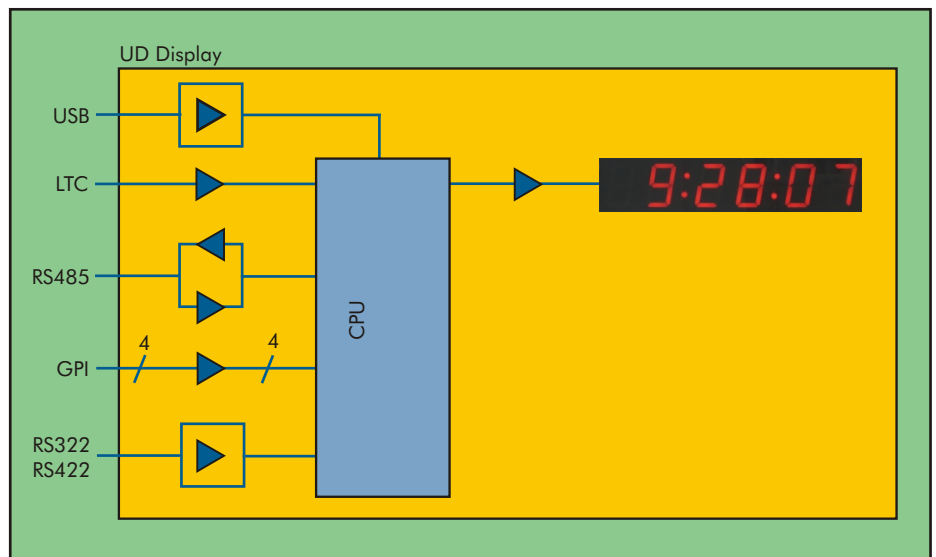 UD Display
USB
LTC
9:28:07
RS485
CPU
4
4
GPI
RS322
RS422